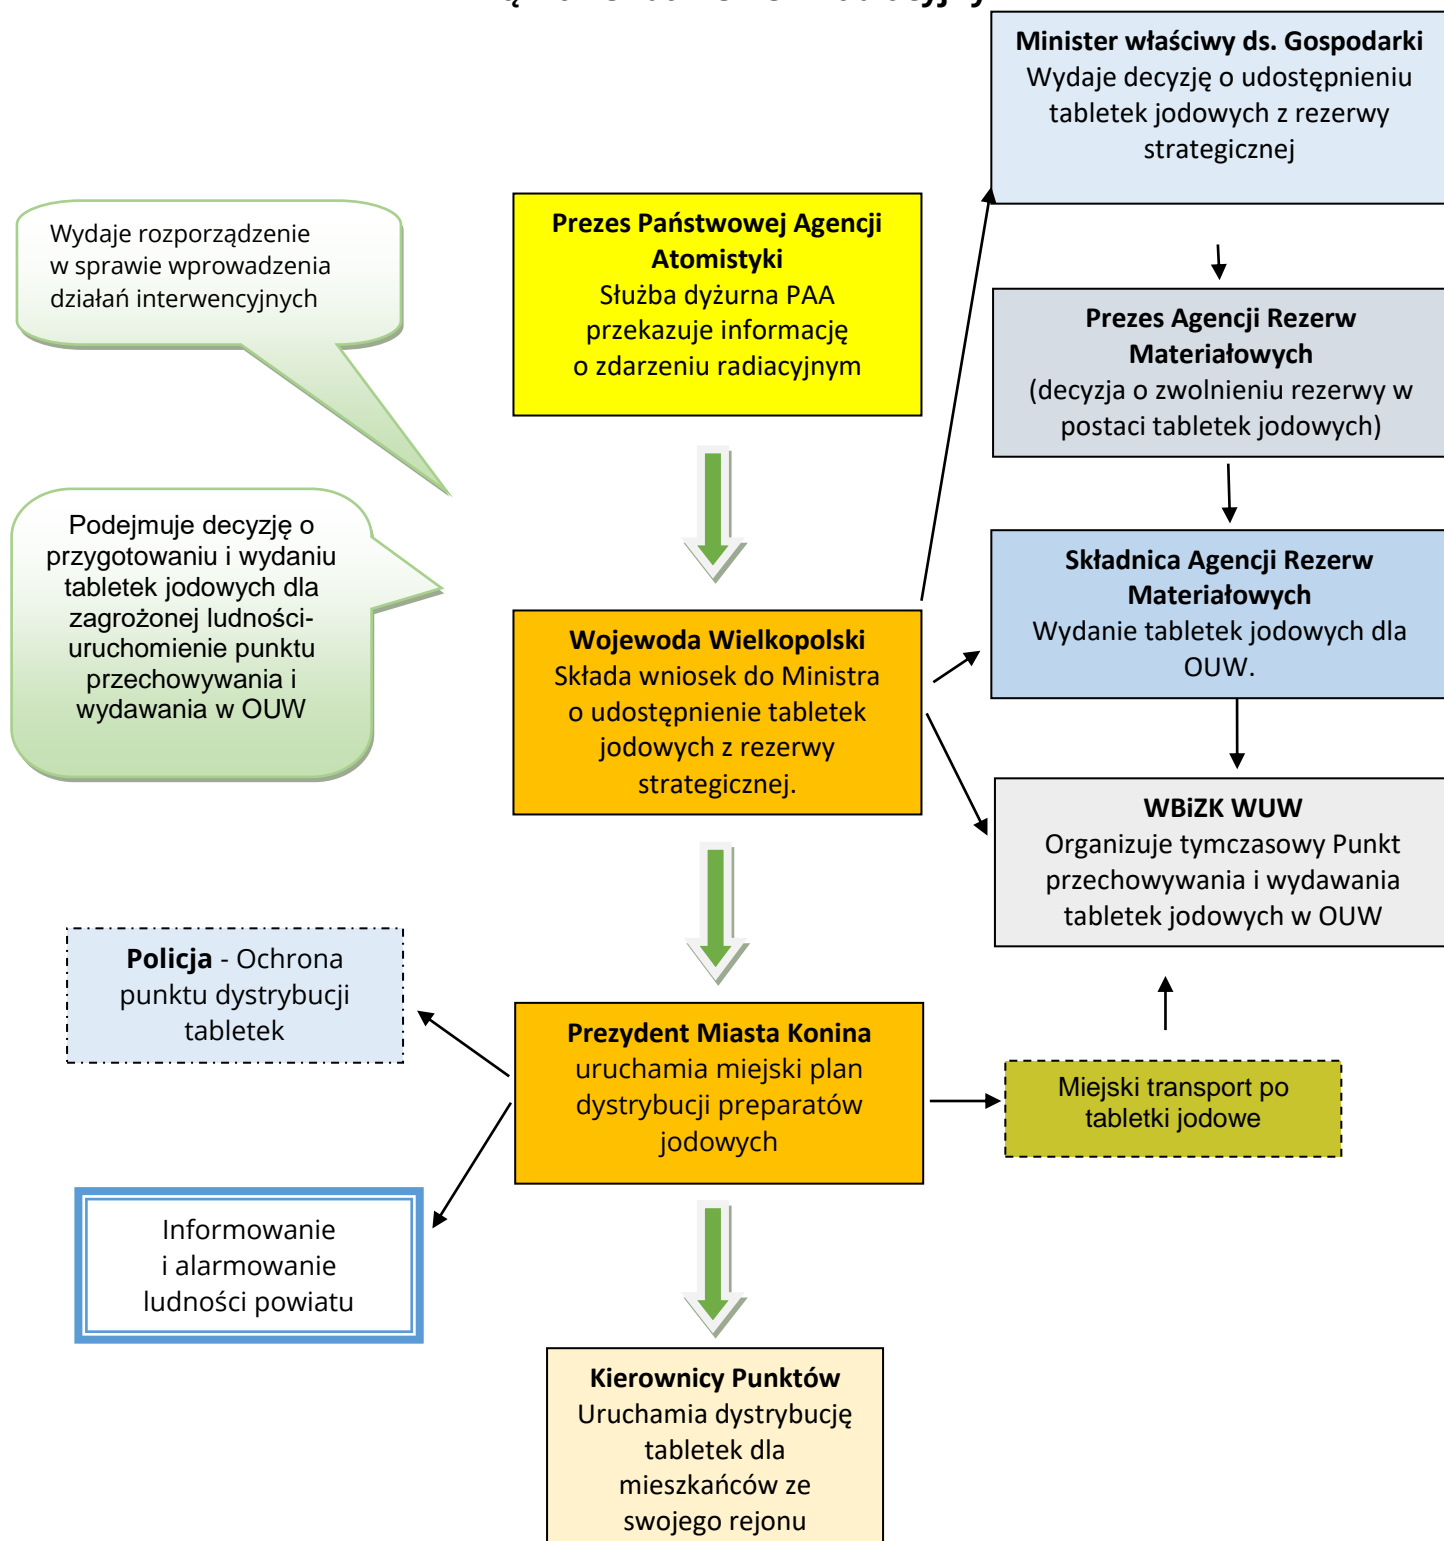 Minister właściwy ds. Gospodarki
Wydaje decyzję o udostępnieniu
tabletek jodowych z rezerwy
strategicznej
Wydaje rozporządzenie
w sprawie wprowadzenia
działań interwencyjnych
Prezes Państwowej Agencji
Atomistyki
Służba dyżurna PAA
przekazuje informację
o zdarzeniu radiacyjnym
Prezes Agencji Rezerw
Materiałowych
(decyzja o zwolnieniu rezerwy w
postaci tabletek jodowych)
Podejmuje decyzję o
przygotowaniu i wydaniu
tabletek jodowych dla
zagrożonej ludności-
uruchomienie punktu
przechowywania i
wydawania w OUW
Składnica Agencji Rezerw
Materiałowych
Wydanie tabletek jodowych dla
OUW.
Wojewoda Wielkopolski
Składa wniosek do Ministra
o udostępnienie tabletek
jodowych z rezerwy
strategicznej.
WBiZK WUW
Organizuje tymczasowy Punkt
przechowywania i wydawania
tabletek jodowych w OUW
Policja - Ochrona
punktu dystrybucji
tabletek
Prezydent Miasta Konina
uruchamia miejski plan
dystrybucji preparatów
jodowych
Miejski transport po
tabletki jodowe
Informowanie
i alarmowanie
ludności powiatu
Kierownicy Punktów
Uruchamia dystrybucję
tabletek dla
mieszkańców ze
swojego rejonu